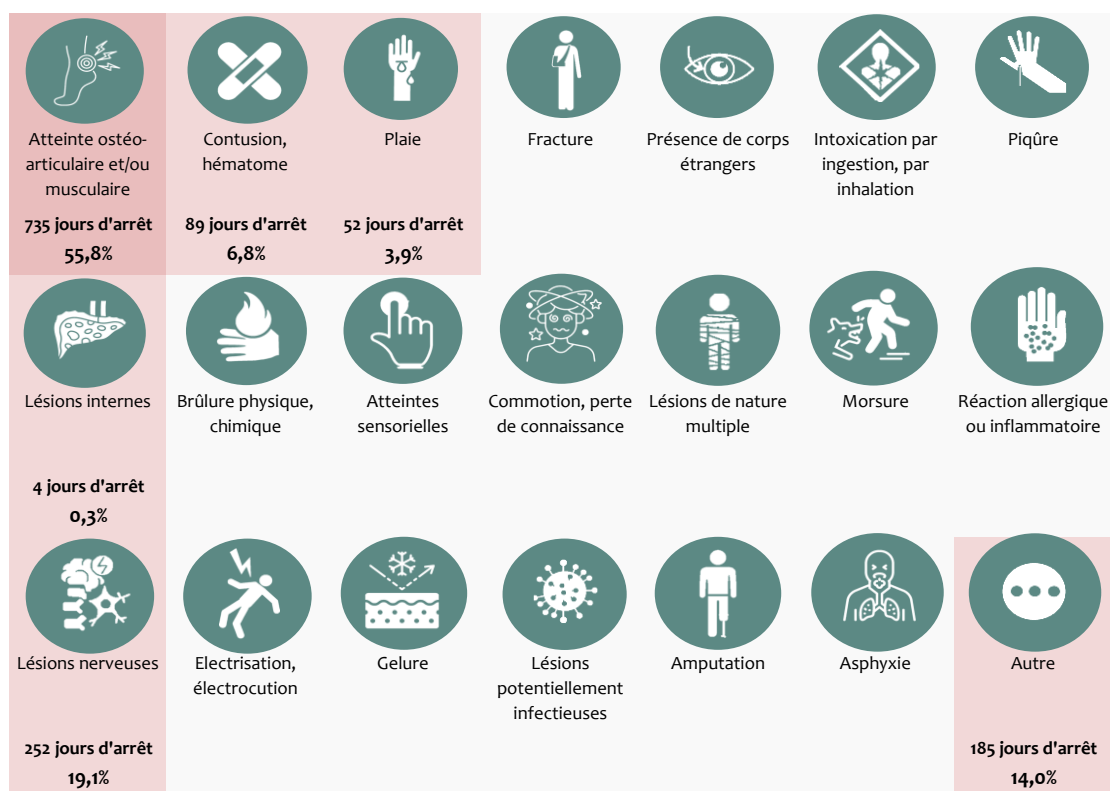 Atteinte ostéo-
articulaire et/ou
musculaire
735 jours d'arrêt
55,8%
Contusion,
hématome
89 jours d'arrêt
6,8%
Plaie
52 jours d'arrêt
3,9%
Fracture
Présence de corps
étrangers
Intoxication par
ingestion, par
inhalation
Piqûre
Lésions internes
4 jours d'arrêt
0,3%
Brûlure physique,
chimique
Atteintes
sensorielles
Commotion, perte
de connaissance
Lésions de nature
multiple
Morsure
Réaction allergique
ou inflammatoire
Lésions nerveuses
252 jours d'arrêt
19,1%
Electrisation,
électrocution
Gelure
Lésions
potentiellement
infectieuses
Amputation
Asphyxie
Autre
185 jours d'arrêt
14,0%